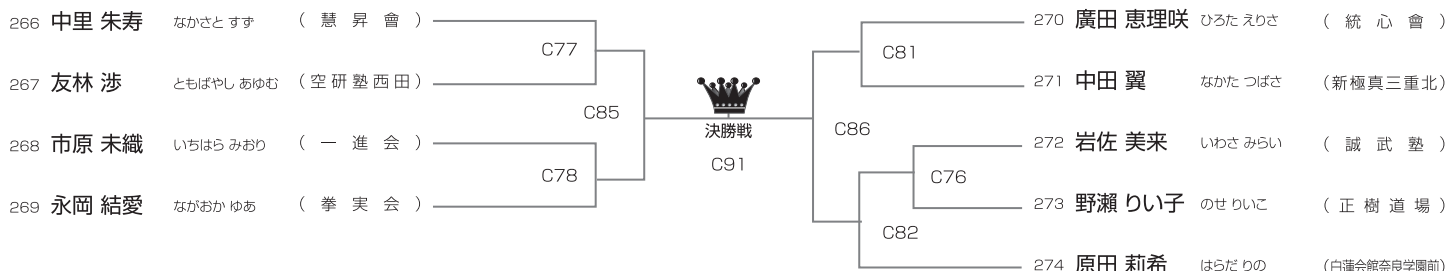 266 中里 朱寿 なかさと すず （ 慧 昇 會 ）
C77
267 友林 渉 ともばやし あゆむ （空研塾西田）
C85
268 市原 未織 いちはら みおり （ 一 進 会 ）
C78
269 永岡 結愛 ながおか ゆあ （ 拳 実 会 ）
決勝戦
C91
270 廣田 恵理咲 ひろた えりさ （ 統 心 會 ）
C81
271 中田 翼 なかた つばさ （新極真三重北）
C86
272 岩佐 美来 いわさ みらい （ 誠 武 塾 ）
C76
273 野瀬 りい子 のせ りいこ （ 正 樹 道 場 ）
C82
274 原田 莉希 はらだ りの （白蓮会館奈良学園前）